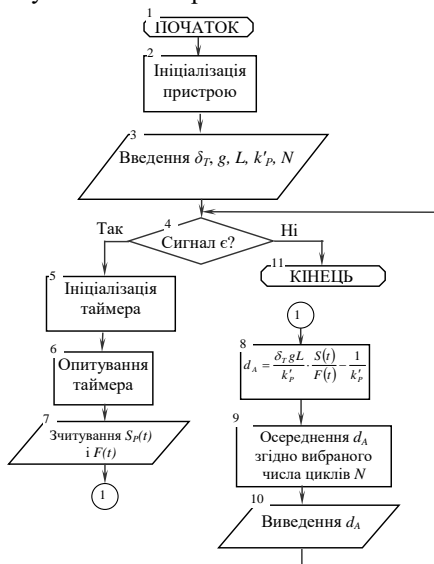 1
ПОЧАТОК
2
Ініціалізація
пристрою
3
Введення δ_T, g, L, k′_P, N
4
Так
Сигнал є?
Ні
11
КІНЕЦЬ
5
Ініціалізація
таймера
6
Опитування
таймера
7
Зчитування S_P(t)
і F(t)
1
1
8
d_A = δ_T gL / k′_P · S(t) / F(t) − 1 / k′_P
9
Осереднення d_A
згідно вибраного
числа циклів N
10
Виведення d_A